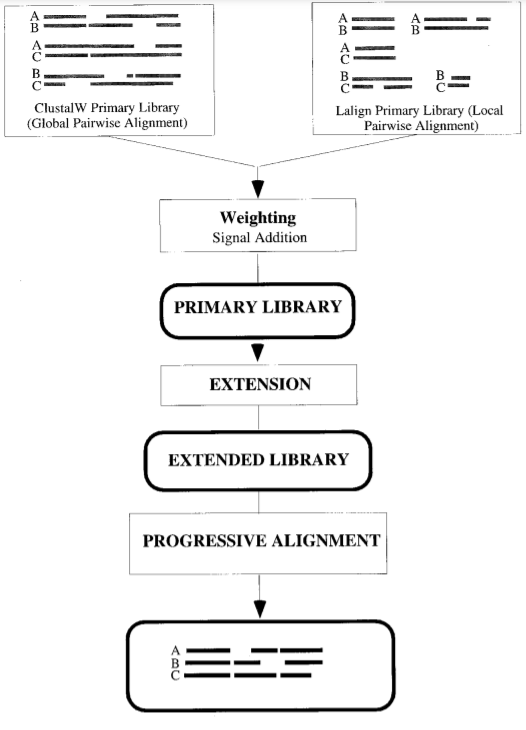 A
B
A
C
B
C
ClustalW Primary Library
(Global Pairwise Alignment)
A
B
A
B
A
C
B
C
B
C
Lalign Primary Library (Local
Pairwise Alignment)
Weighting
Signal Addition
PRIMARY LIBRARY
EXTENSION
EXTENDED LIBRARY
PROGRESSIVE ALIGNMENT
A
B
C